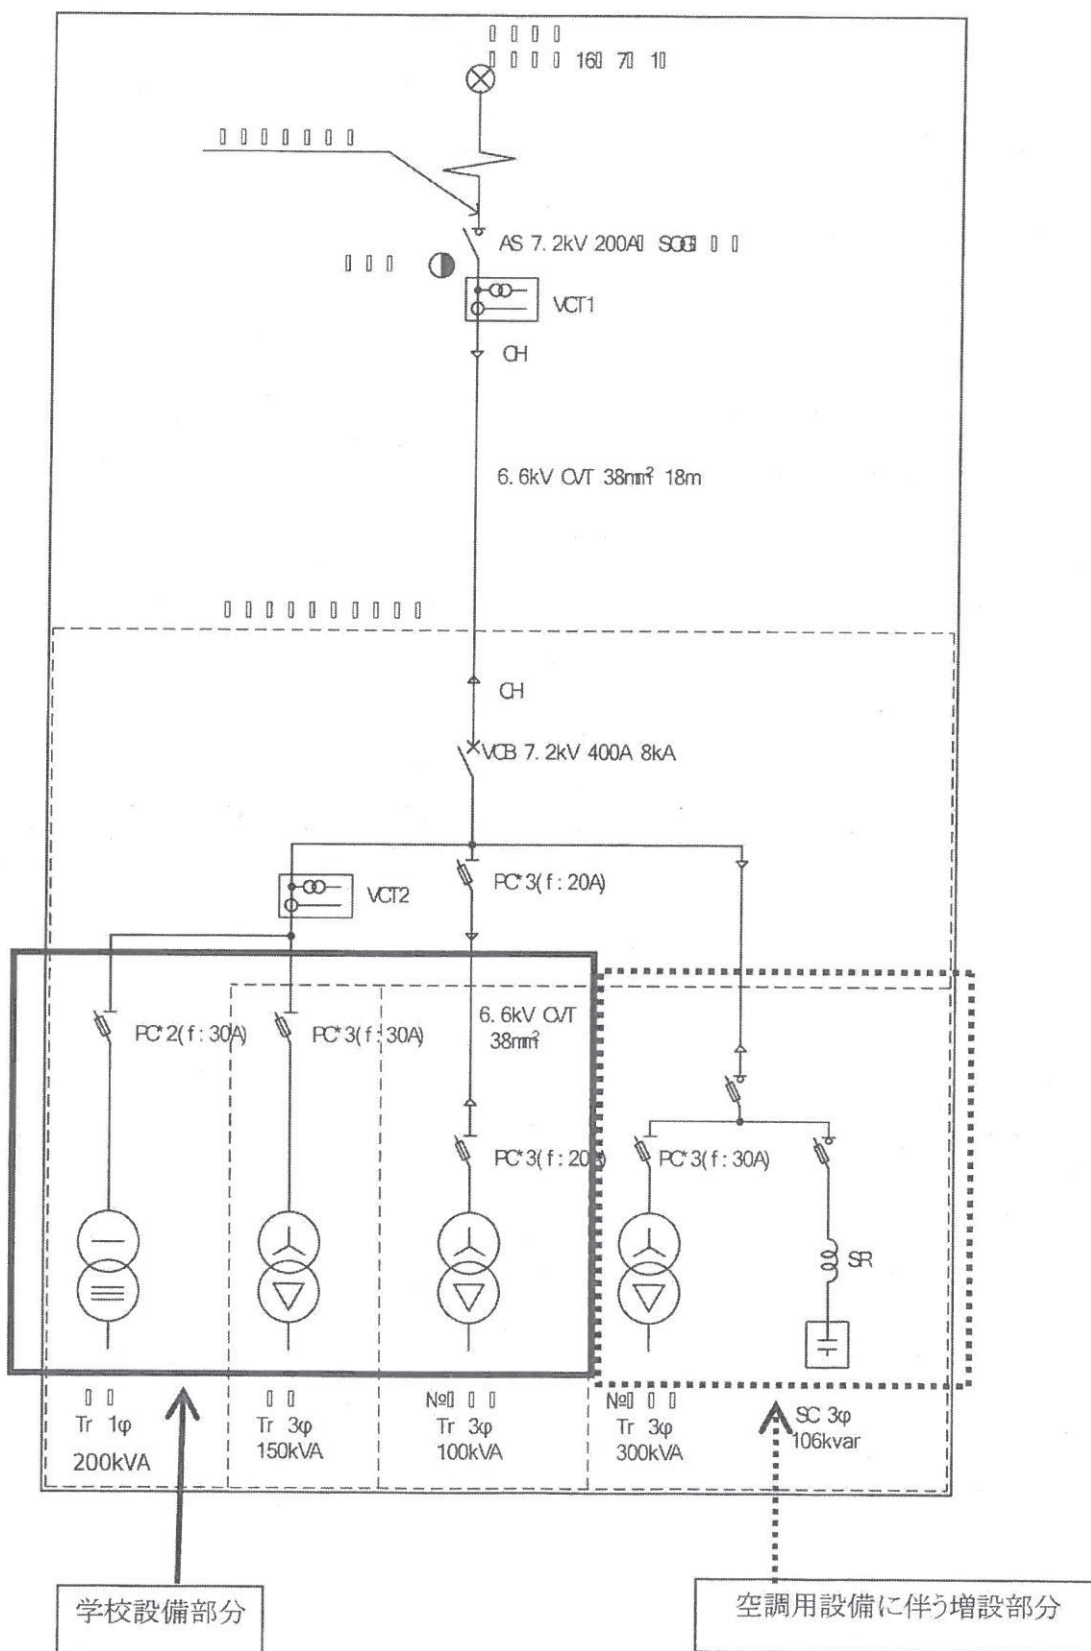 16 7 1
AS 7.2kV 200A SOG
VCT1
CH
6.6kV CVT 38mm² 18m
CH
VCB 7.2kV 400A 8kA
PC*3(f:20A)
VCT2
6.6kV CVT
38mm²
PC*2(f:30A)
PC*3(f:30A)
PC*3(f:20A)
PC*3(f:30A)
SR
Tr 1φ
200kVA
Tr 3φ
150kVA
№
Tr 3φ
100kVA
№
Tr 3φ
300kVA
SC 3φ
106kvar
学校設備部分
空調用設備に伴う増設部分